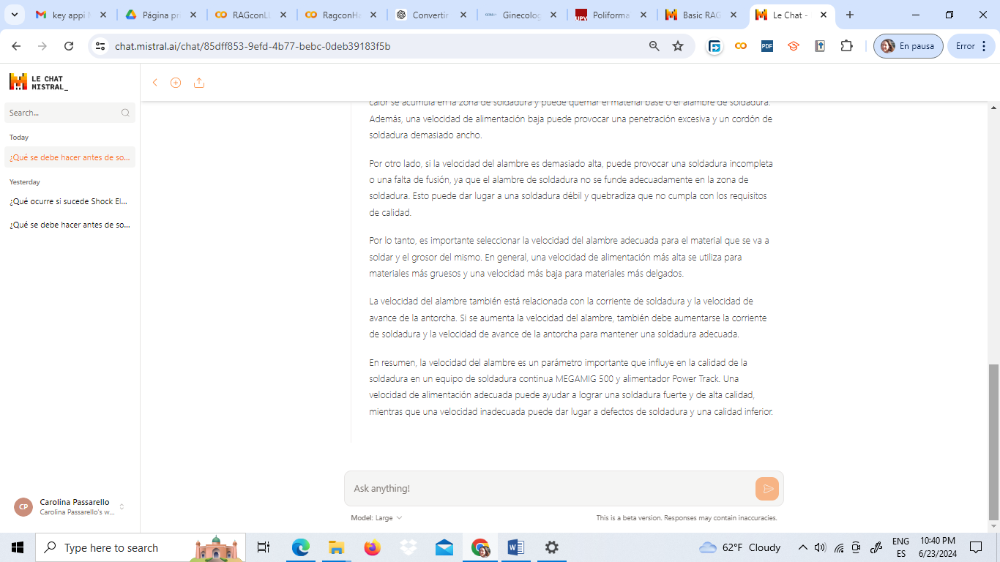 key appi M
Página pri
RAGconLL
RagconHa
Convertir
Ginecolog
Poliforma
Basic RAG
Le Chat -
chat.mistral.ai/chat/85dff853-9efd-4b77-bebc-0deb39183f5b
PDF
En pausa
Error
LE CHAT
MISTRAL_
Search...
Today
¿Qué se debe hacer antes de so...
Yesterday
¿Qué ocurre si sucede Shock El...
¿Qué se debe hacer antes de so...
calor se acumula en la zona de soldadura y puede quemar el material base o el alambre de soldadura.
Además, una velocidad de alimentación baja puede provocar una penetración excesiva y un cordón de
soldadura demasiado ancho.
Por otro lado, si la velocidad del alambre es demasiado alta, puede provocar una soldadura incompleta
o una falta de fusión, ya que el alambre de soldadura no se funde adecuadamente en la zona de
soldadura. Esto puede dar lugar a una soldadura débil y quebradiza que no cumpla con los requisitos
de calidad.
Por lo tanto, es importante seleccionar la velocidad del alambre adecuada para el material que se va a
soldar y el grosor del mismo. En general, una velocidad de alimentación más alta se utiliza para
materiales más gruesos y una velocidad más baja para materiales más delgados.
La velocidad del alambre también está relacionada con la corriente de soldadura y la velocidad de
avance de la antorcha. Si se aumenta la velocidad del alambre, también debe aumentarse la corriente
de soldadura y la velocidad de avance de la antorcha para mantener una soldadura adecuada.
En resumen, la velocidad del alambre es un parámetro importante que influye en la calidad de la
soldadura en un equipo de soldadura continua MEGAMIG 500 y alimentador Power Track. Una
velocidad de alimentación adecuada puede ayudar a lograr una soldadura fuerte y de alta calidad,
mientras que una velocidad inadecuada puede dar lugar a defectos de soldadura y una calidad inferior.
Ask anything!
Model: Large
This is a beta version. Responses may contain inaccuracies.
CP
Carolina Passarello
Carolina Passarello's w...
Type here to search
62°F Cloudy
ENG
ES
10:40 PM
6/23/2024